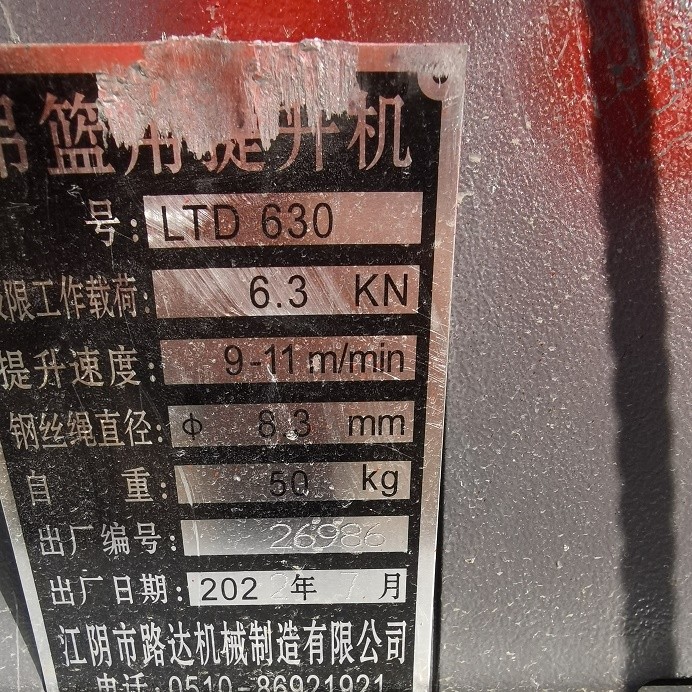 吊篮用提升机
号: LTD 630
极限工作载荷: 6.3 KN
提升速度: 9-11 m/min
钢丝绳直径: ф 8.3 mm
自 重: 50 kg
出厂编号: 26986
出厂日期: 2022年 7月
江阴市路达机械制造有限公司
电话:0510-86921921